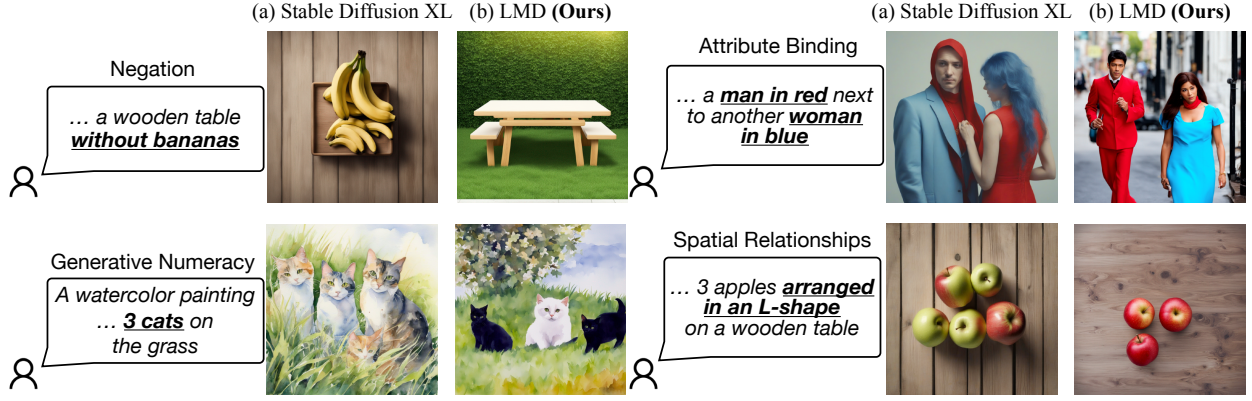 (a) Stable Diffusion XL
(b) LMD (Ours)
Negation
... a wooden table
without bananas
(a) Stable Diffusion XL
(b) LMD (Ours)
Attribute Binding
... a man in red next
to another woman
in blue
Generative Numeracy
A watercolor painting
... 3 cats on
the grass
Spatial Relationships
... 3 apples arranged
in an L-shape
on a wooden table